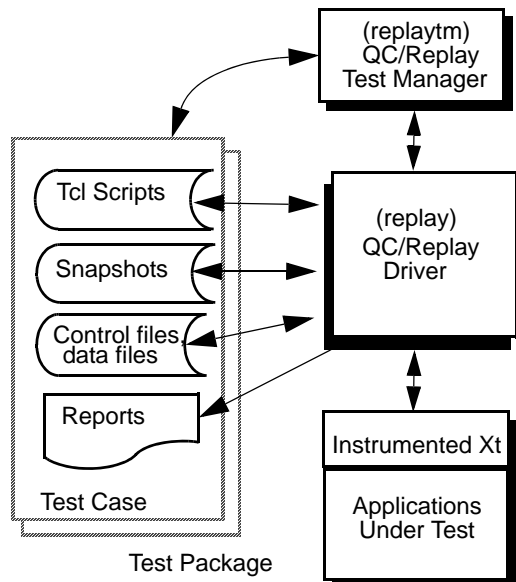 (replaytm)
QC/Replay
Test Manager
Tcl Scripts
Snapshots
Control files,
data files
Reports
Test Case
Test Package
(replay)
QC/Replay
Driver
Instrumented Xt
Applications
Under Test